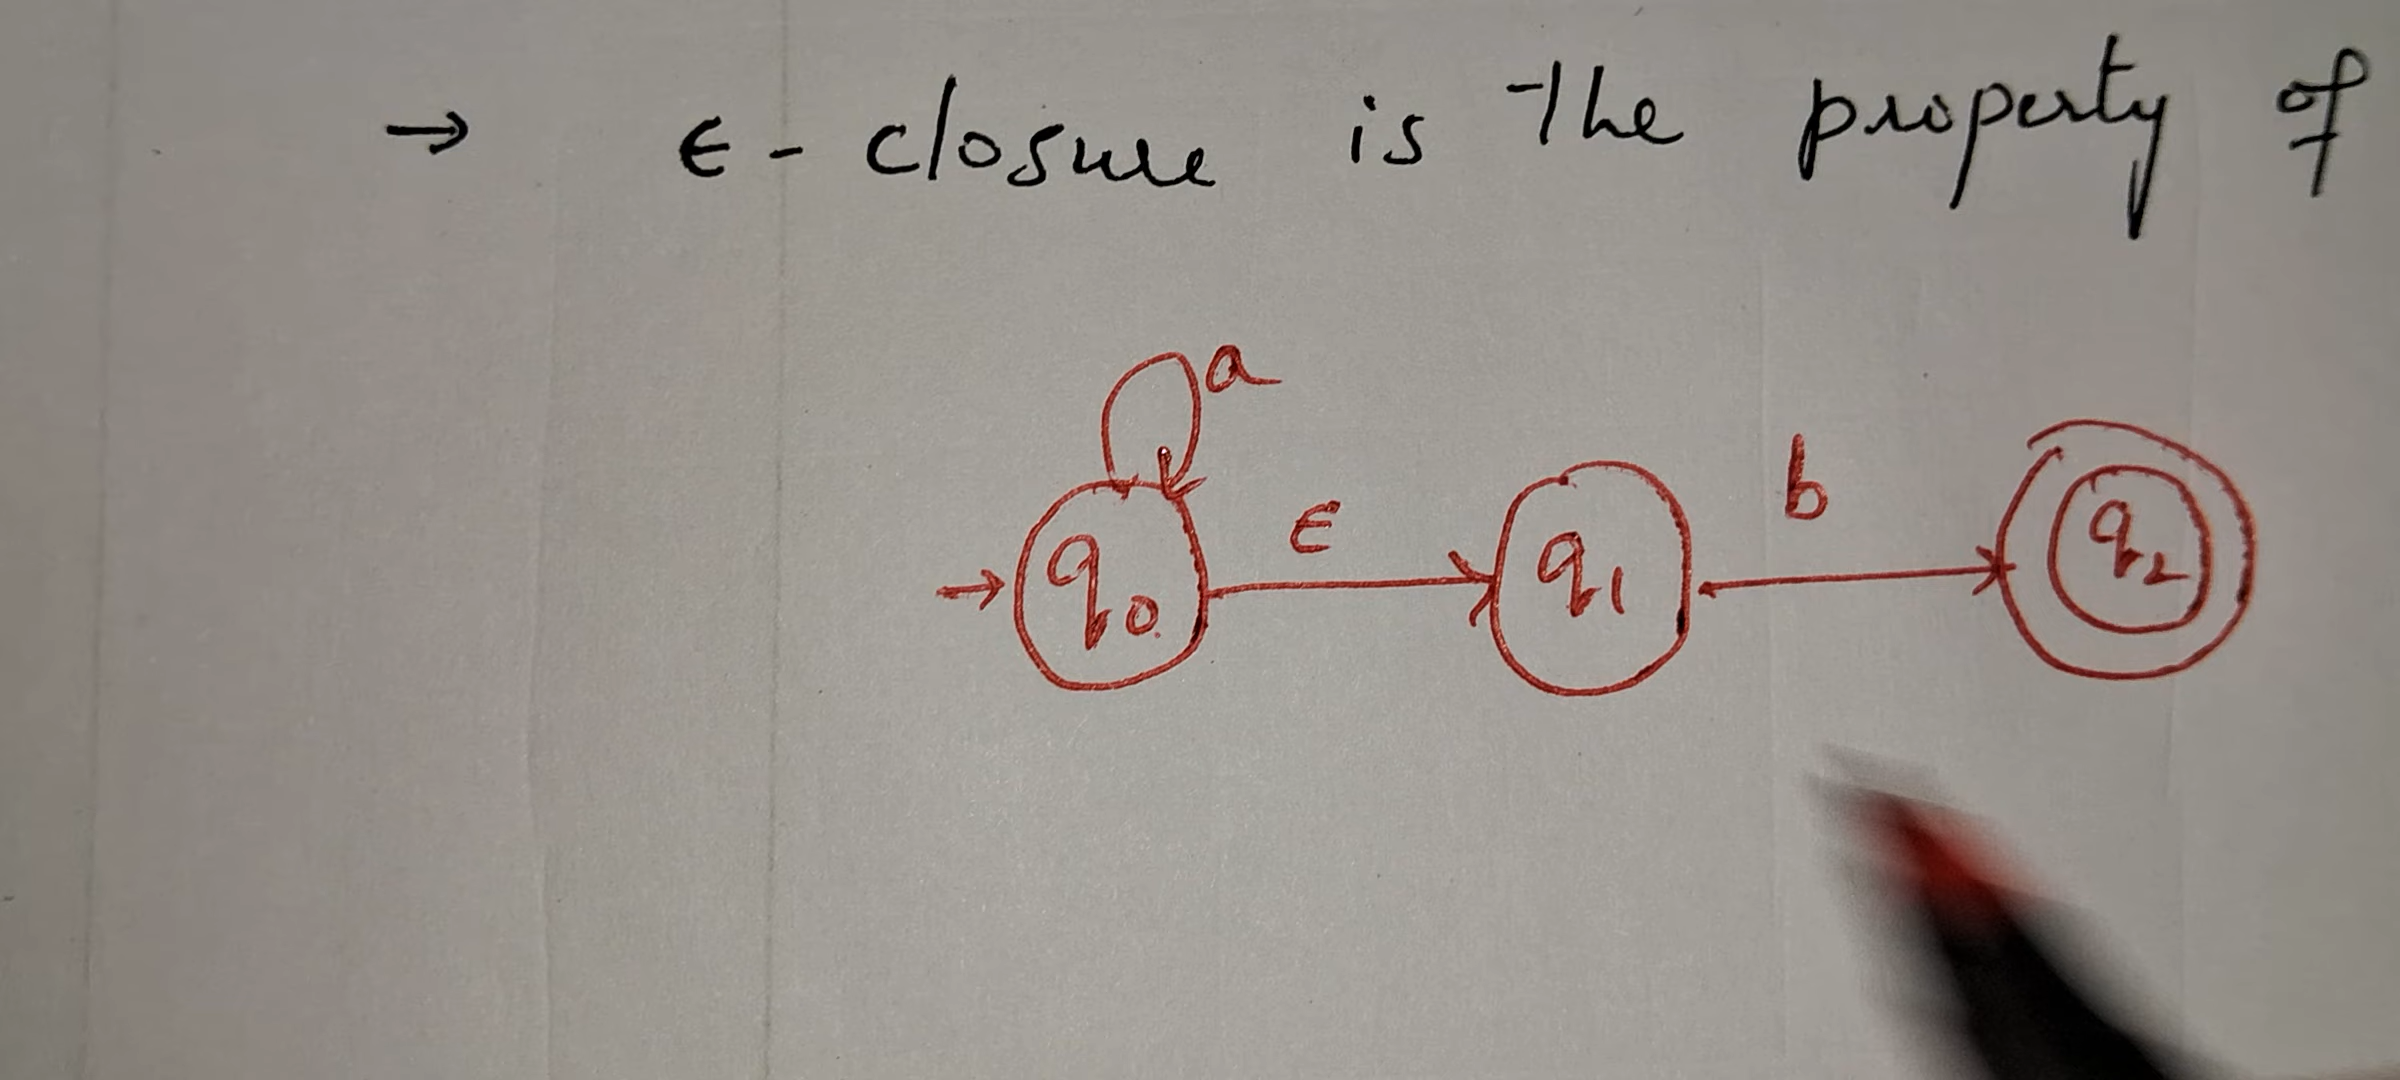 → ε - closure is the property of
a
ε
b
→ q₀
q₁
q₂